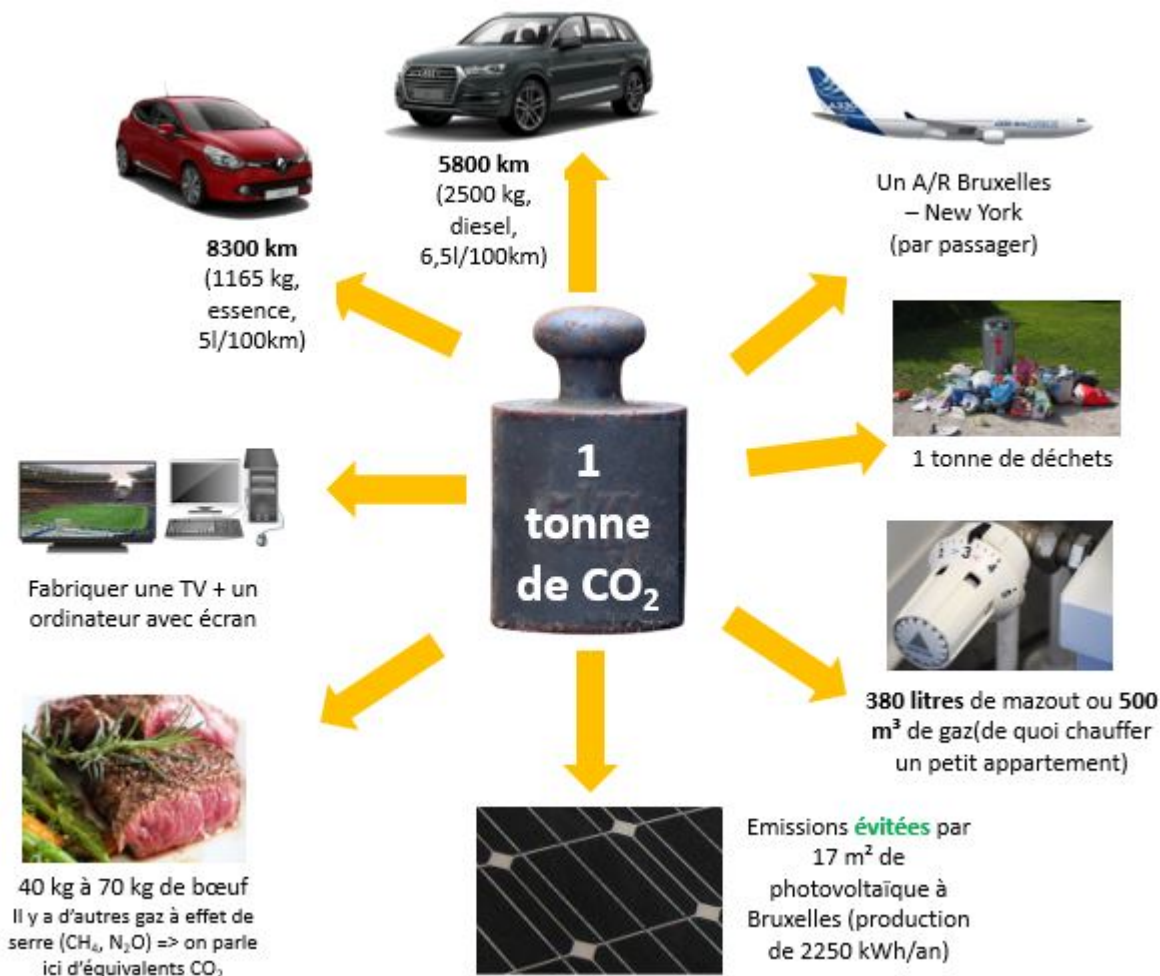 5800 km
(2500 kg,
diesel,
6,5l/100km)
8300 km
(1165 kg,
essence,
5l/100km)
Un A/R Bruxelles
– New York
(par passager)
1 tonne de déchets
1
tonne
de CO₂
Fabriquer une TV + un
ordinateur avec écran
380 litres de mazout ou 500
m³ de gaz(de quoi chauffer
un petit appartement)
40 kg à 70 kg de bœuf
Il y a d’autres gaz à effet de
serre (CH₄, N₂O) => on parle
ici d’équivalents CO₂
Emissions évitées par
17 m² de
photovoltaïque à
Bruxelles (production
de 2250 kWh/an)